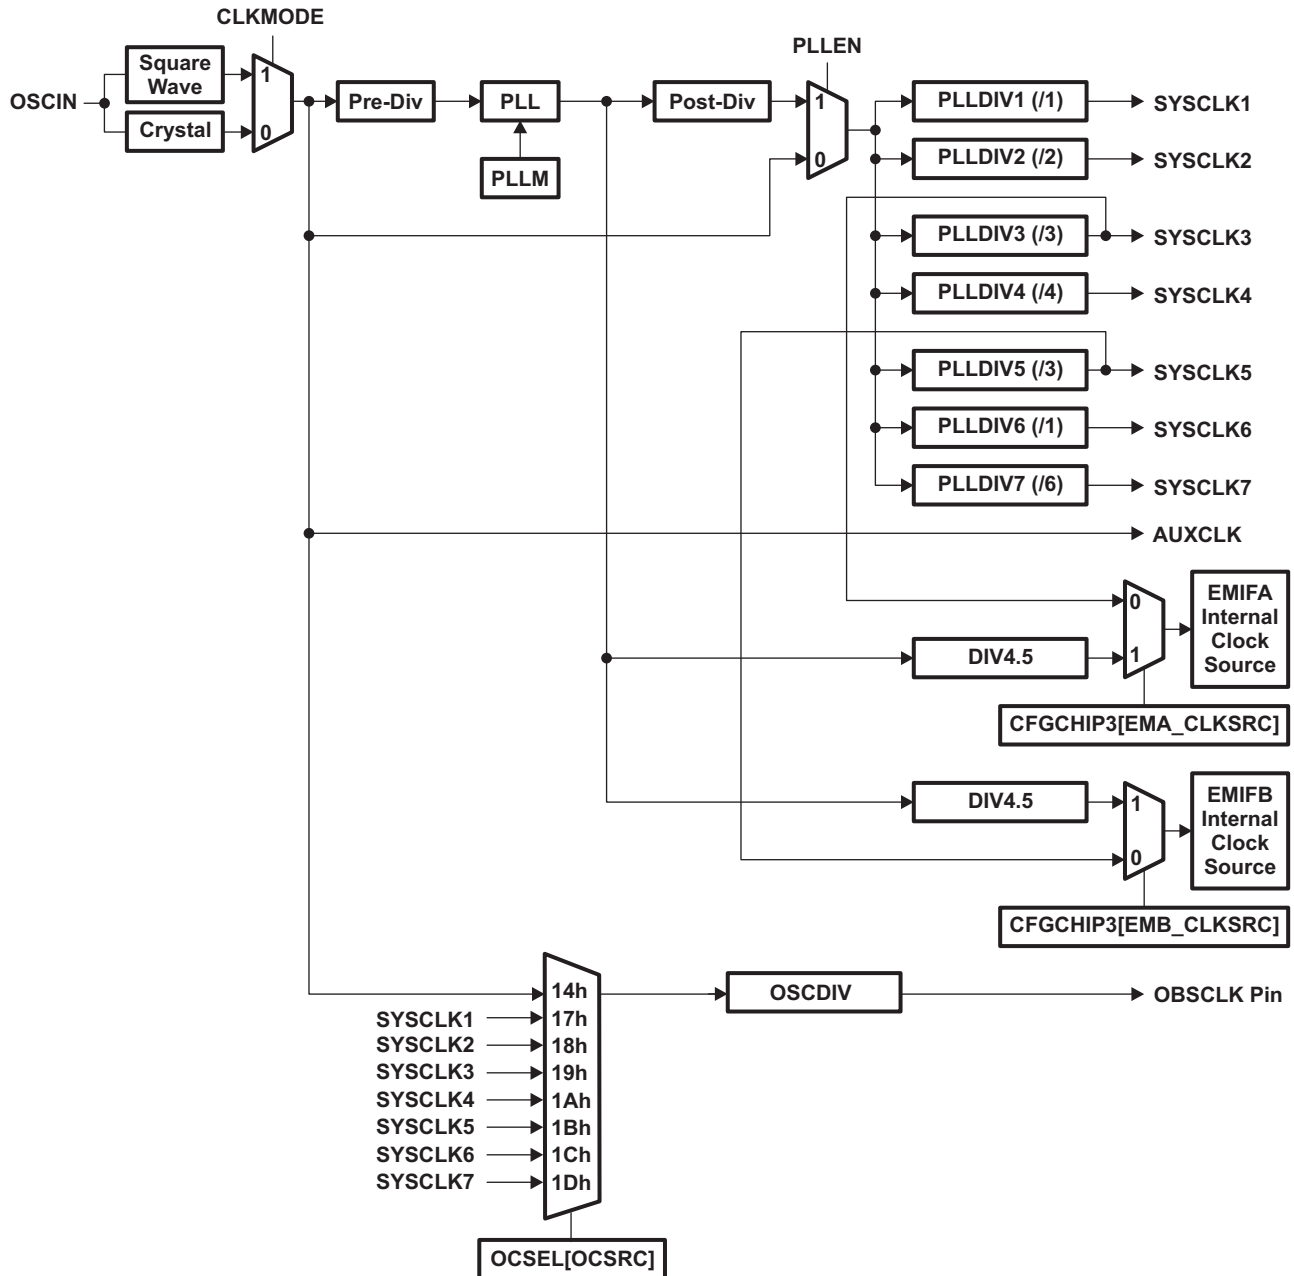 CLKMODE
Square
Wave
1
OSCIN
Crystal
0
Pre-Div
PLL
PLLM
Post-Div
PLLEN
1
0
PLLDIV1 (/1)
SYSCLK1
PLLDIV2 (/2)
SYSCLK2
PLLDIV3 (/3)
SYSCLK3
PLLDIV4 (/4)
SYSCLK4
PLLDIV5 (/3)
SYSCLK5
PLLDIV6 (/1)
SYSCLK6
PLLDIV7 (/6)
SYSCLK7
AUXCLK
0
1
EMIFA
Internal
Clock
Source
DIV4.5
CFGCHIP3[EMA_CLKSRC]
DIV4.5
1
0
EMIFB
Internal
Clock
Source
CFGCHIP3[EMB_CLKSRC]
14h
OSCDIV
OBSCLK Pin
SYSCLK1 17h
SYSCLK2 18h
SYSCLK3 19h
SYSCLK4 1Ah
SYSCLK5 1Bh
SYSCLK6 1Ch
SYSCLK7 1Dh
OCSEL[OCSRC]